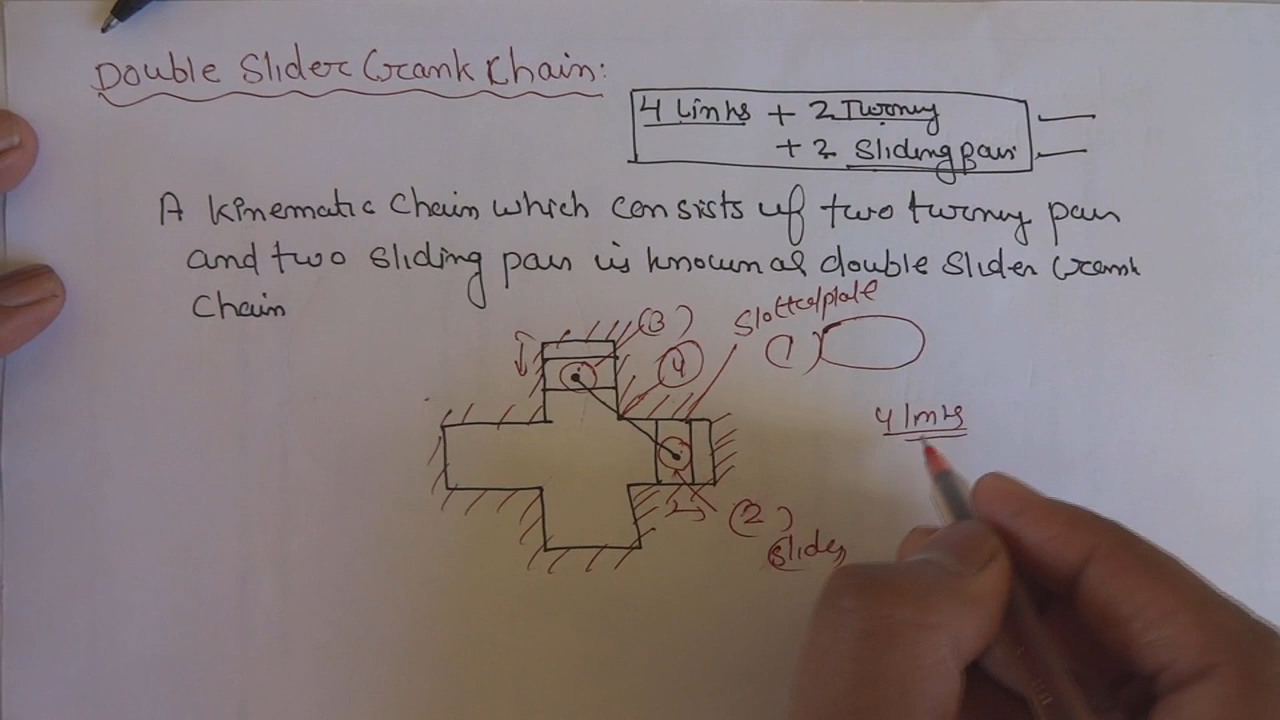 Double Slider Crank Chain:
4 Links + 2 Turning
+ 2 Sliding pair
A Kinematic Chain which consists of two turning pair
and two sliding pair is known as double slider Crank
Chain
Slotted plate
(1)
(3)
(4)
4 links
(2)
Slider